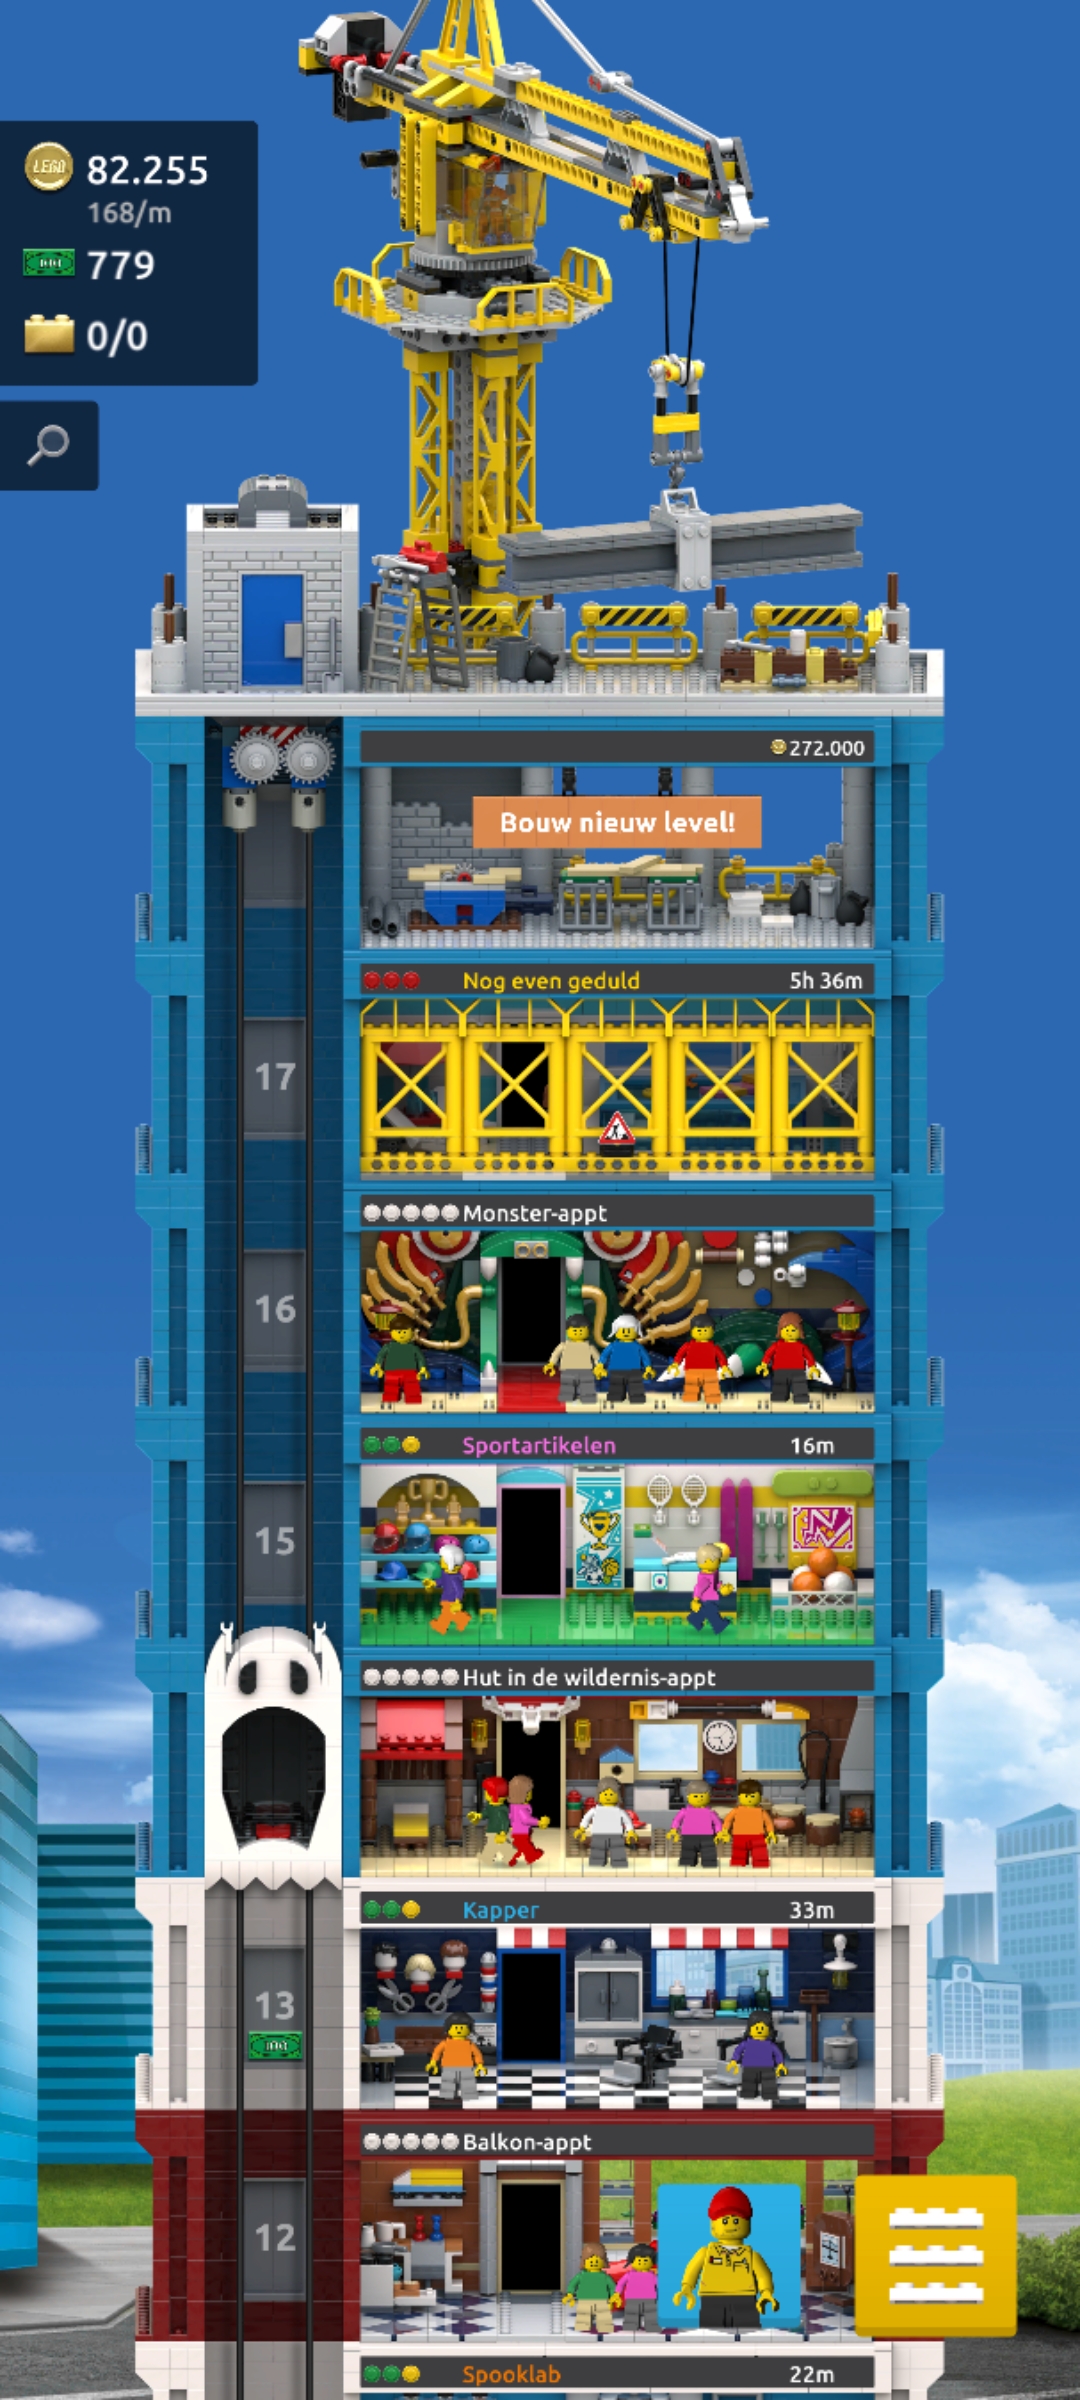 LEGO 82.255
168/m
779
0/0
272.000
Bouw nieuw level!
Nog even geduld 5h 36m
17
Monster-appt
16
Sportartikelen 16m
15
Hut in de wildernis-appt
Kapper 33m
13
Balkon-appt
12
Spooklab 22m